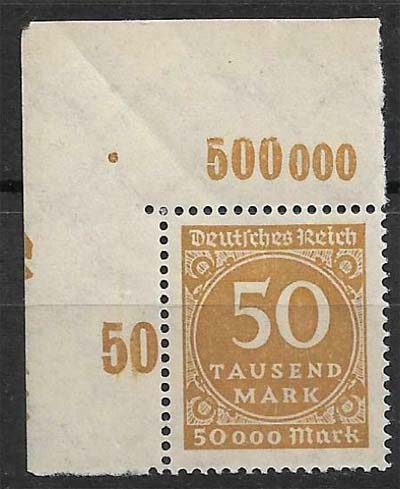 500000
Deutsches Reich
50
50
TAUSEND
MARK
50000 Mark